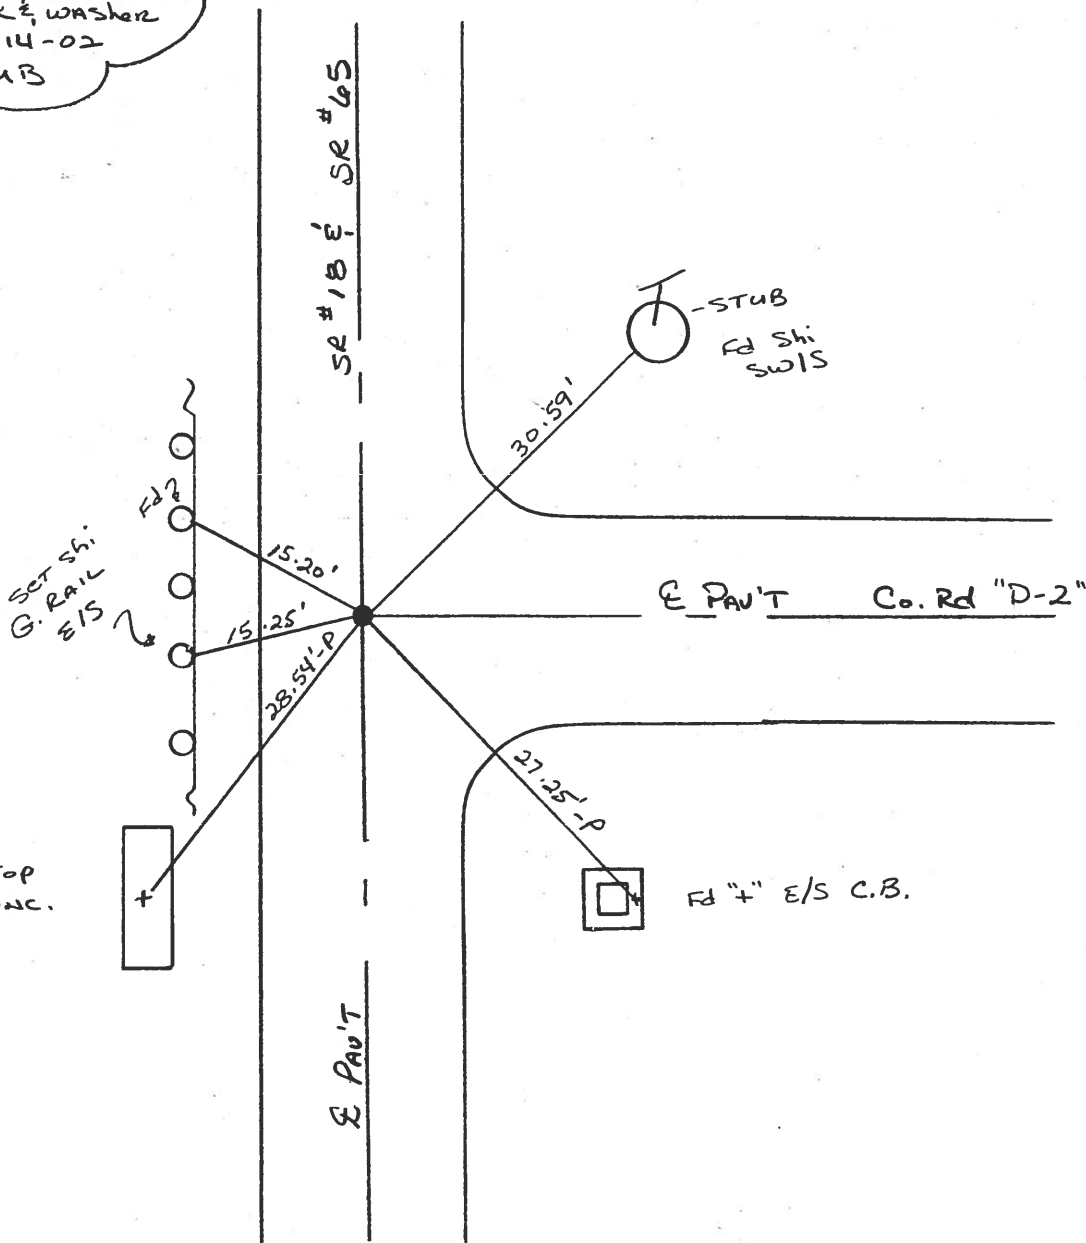 & WASher
14-02
SR #18 & SR #65
-STUB
Fd Shi
SW/S
30.59'
Fd
15.20'
SET Shi
G. RAIL
E/S
15.25'
28.54'-P
℄ PAV'T
Co. Rd "D-2"
27.25'-P
Fd "+" E/S C.B.
+
℄ PAV'T